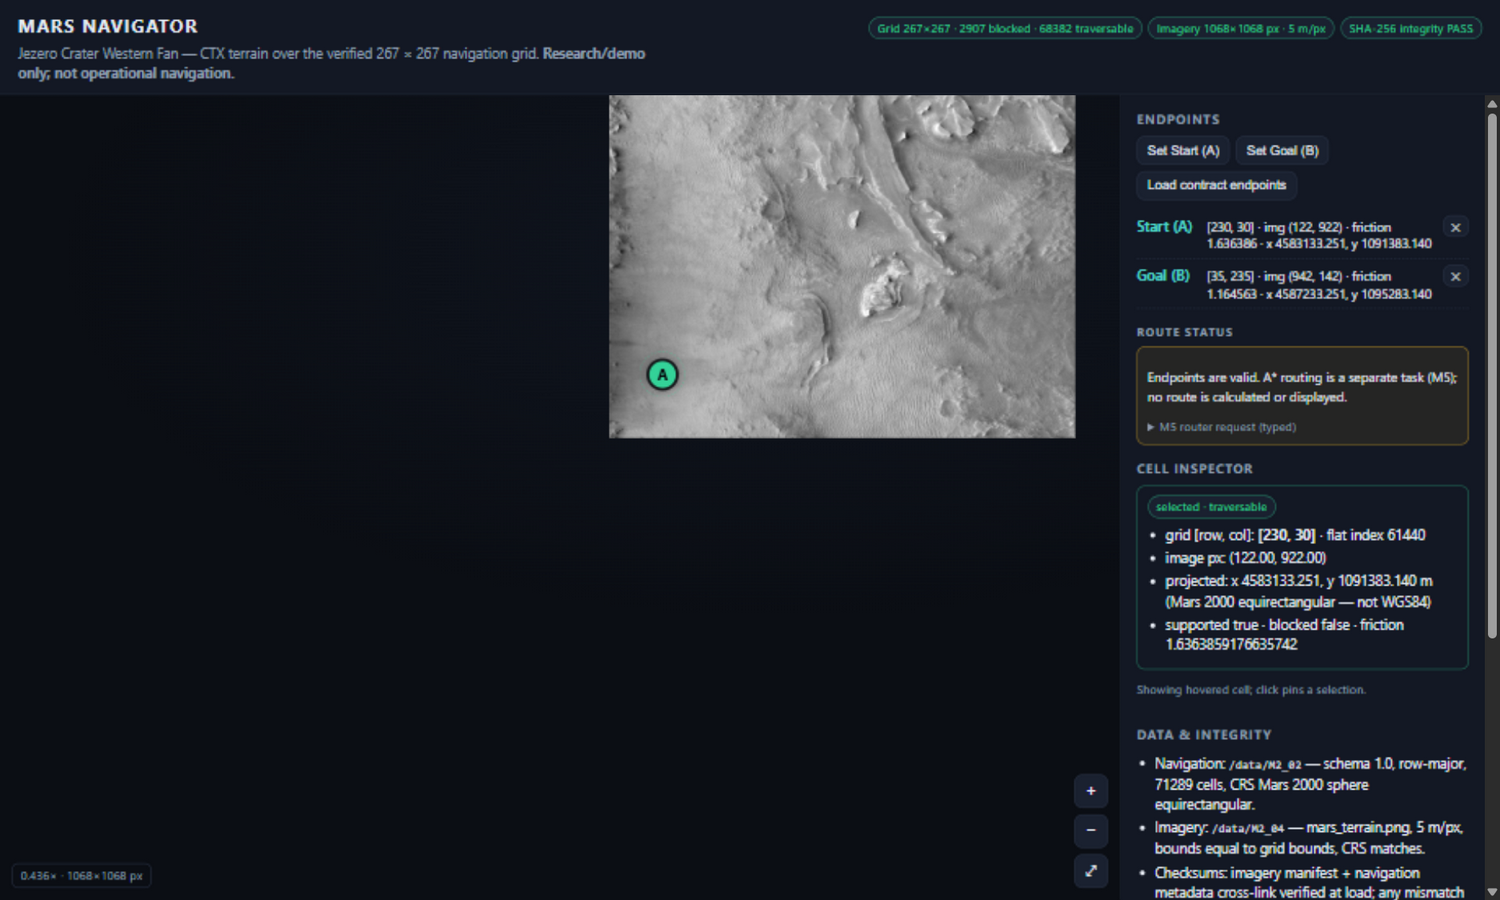 MARS NAVIGATOR
Jezero Crater Western Fan — CTX terrain over the verified 267 × 267 navigation grid. Research/demo
only; not operational navigation.
Grid 267×267 · 2907 blocked · 68382 traversable
Imagery 1068×1068 px · 5 m/px
SHA-256 integrity PASS
A
0.436× · 1068×1068 px
+
−
⤢
ENDPOINTS
Set Start (A)
Set Goal (B)
Load contract endpoints
Start (A)
[230, 30] · img (122, 922) · friction
1.636386 · x 4583133.251, y 1091383.140
✕
Goal (B)
[35, 235] · img (942, 142) · friction
1.164563 · x 4587233.251, y 1095283.140
✕
ROUTE STATUS
Endpoints are valid. A* routing is a separate task (M5);
no route is calculated or displayed.
▶ M5 router request (typed)
CELL INSPECTOR
selected · traversable
• grid [row, col]: [230, 30] · flat index 61440
• image px: (122.00, 922.00)
• projected: x 4583133.251, y 1091383.140 m
(Mars 2000 equirectangular — not WGS84)
• supported true · blocked false · friction
1.6363859176635742
Showing hovered cell; click pins a selection.
DATA & INTEGRITY
• Navigation: /data/M2_02 — schema 1.0, row-major,
71289 cells, CRS Mars 2000 sphere
equirectangular.
• Imagery: /data/M2_04 — mars_terrain.png, 5 m/px,
bounds equal to grid bounds, CRS matches.
• Checksums: imagery manifest + navigation
metadata cross-link verified at load; any mismatch